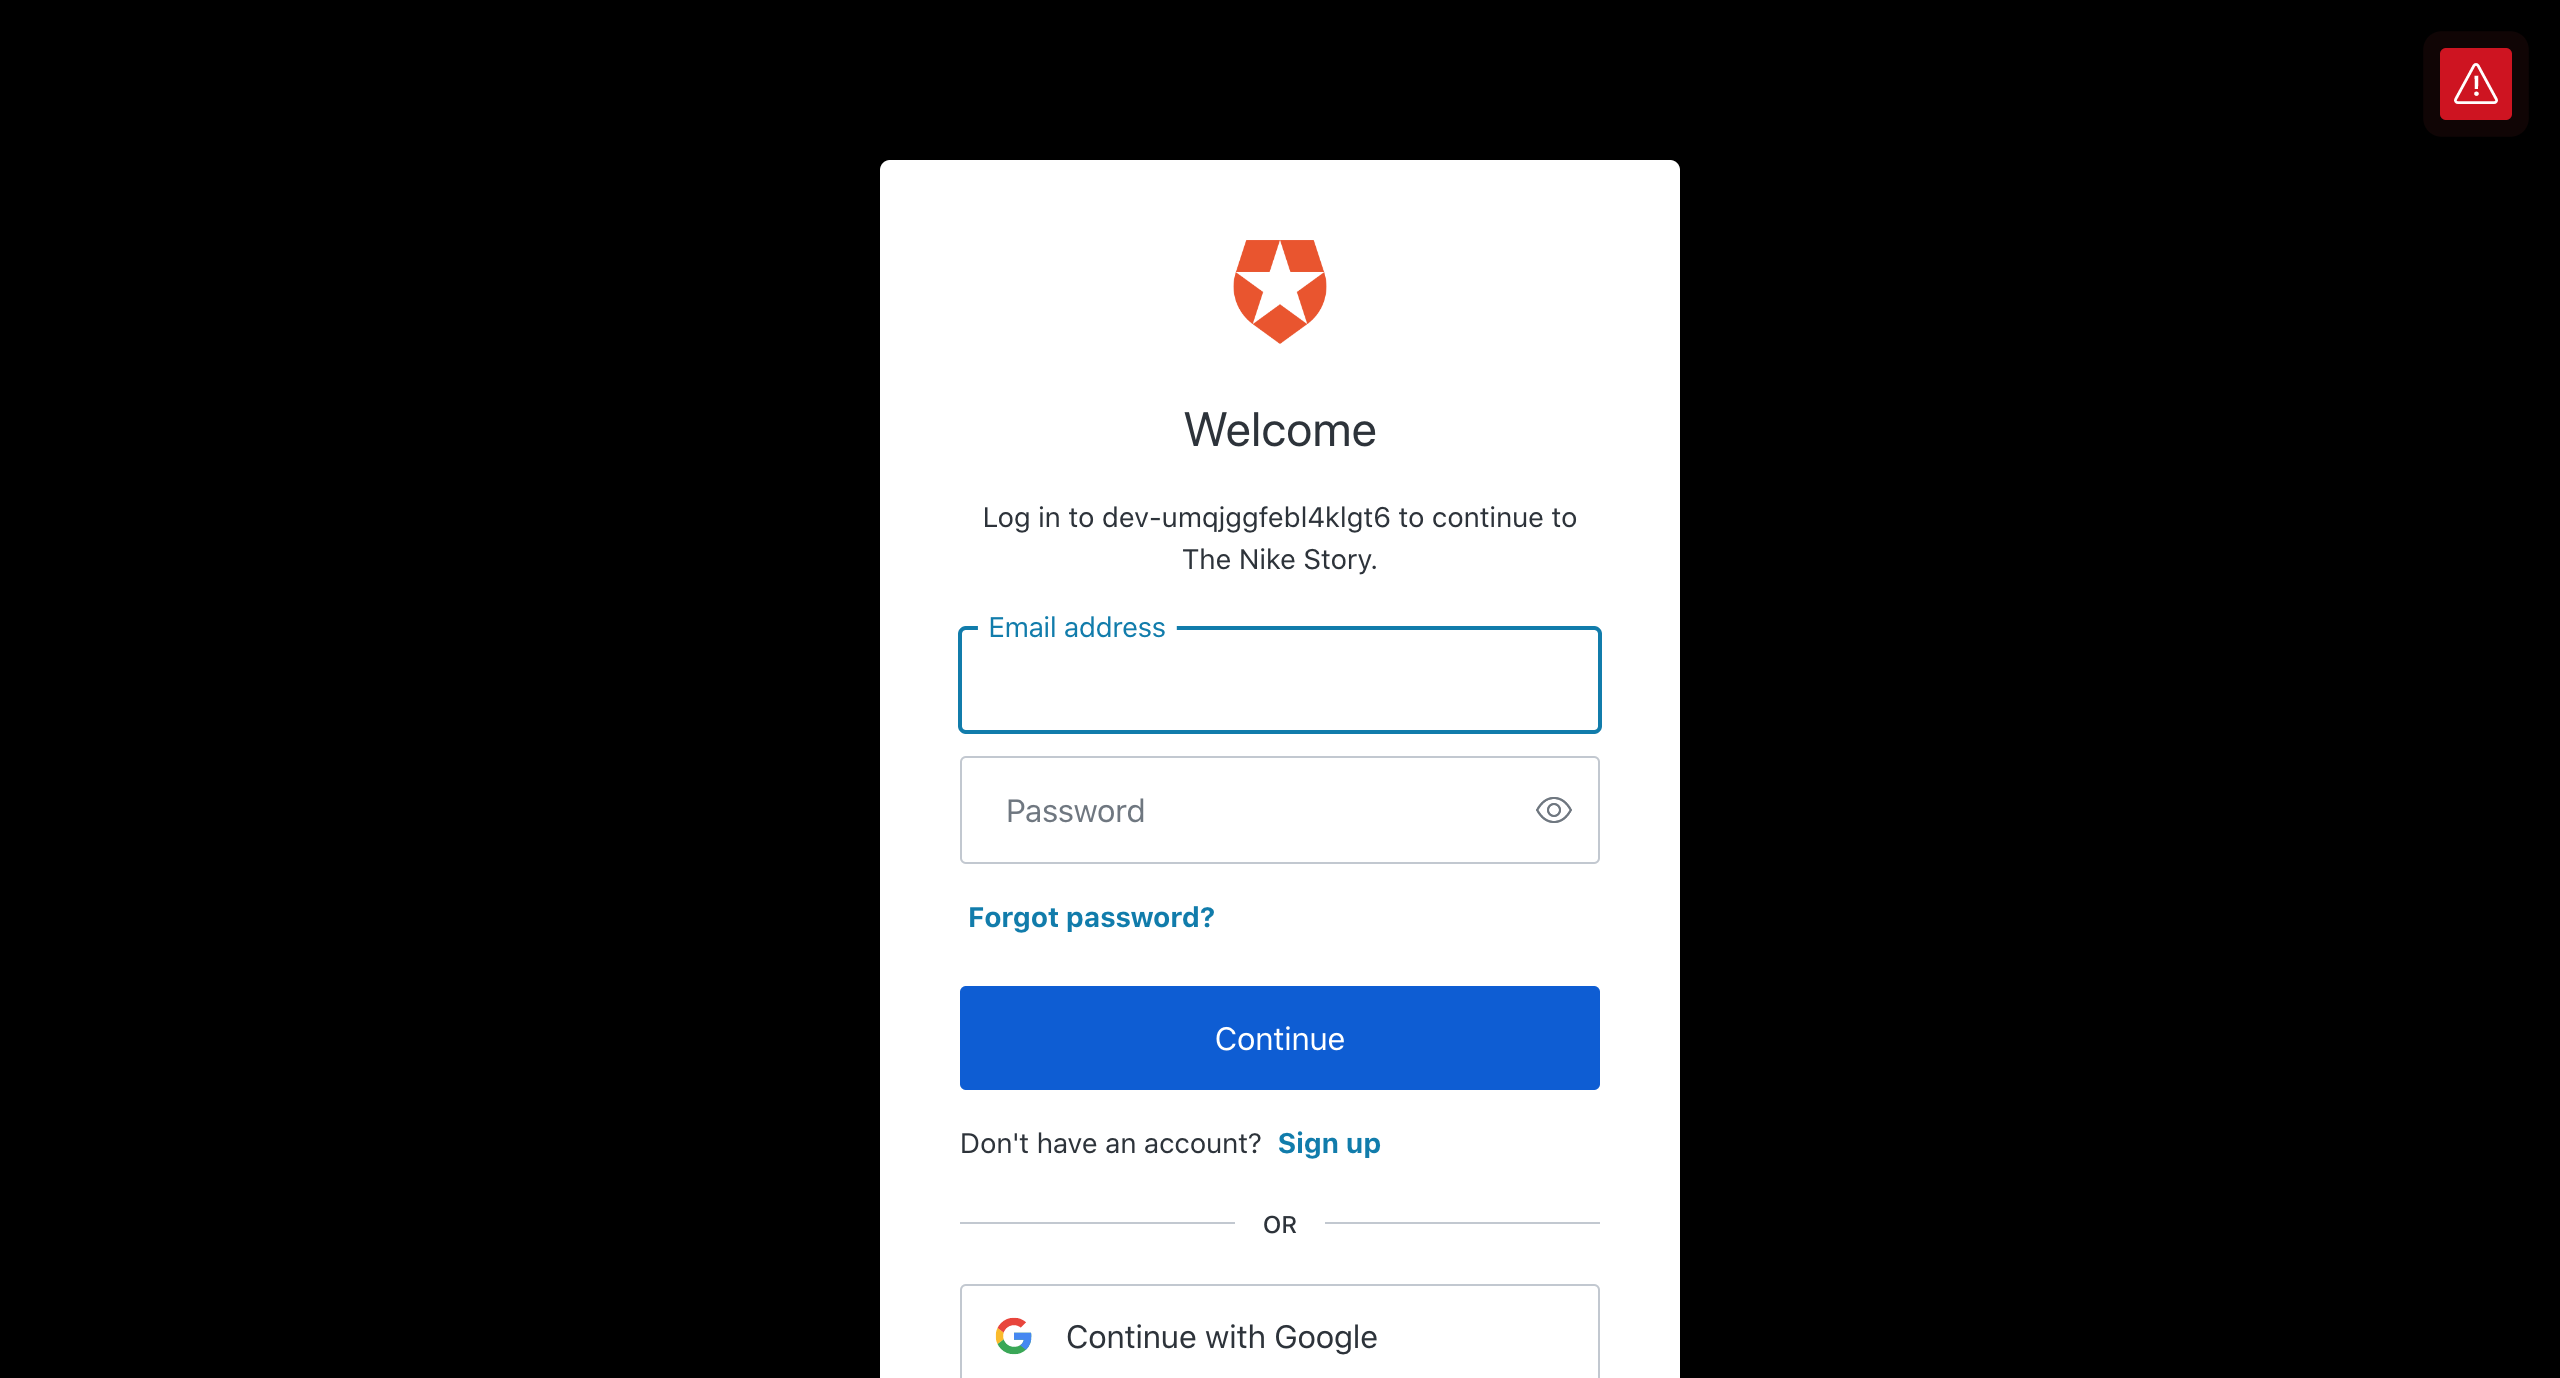 Welcome
Log in to dev-umqjggfebl4klgt6 to continue to
The Nike Story.
Email address
Password
Forgot password?
Continue
Don't have an account? Sign up
OR
Continue with Google